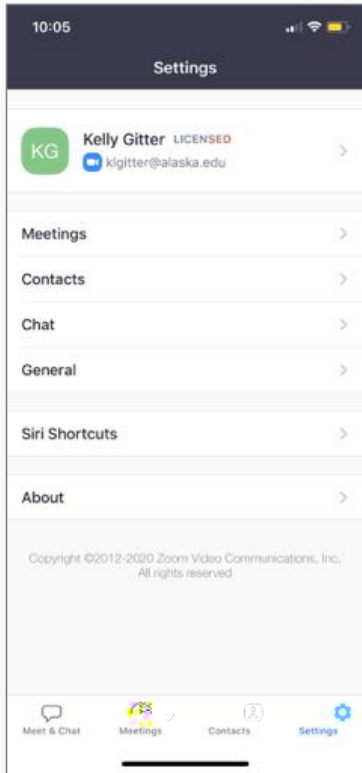 10:05
Settings
KG
Kelly Gitter LICENSED
klgitter@alaska.edu
Meetings
Contacts
Chat
General
Siri Shortcuts
About
Copyright ©2012-2020 Zoom Video Communications, Inc.
All rights reserved
Meet & Chat Meetings Contacts Settings